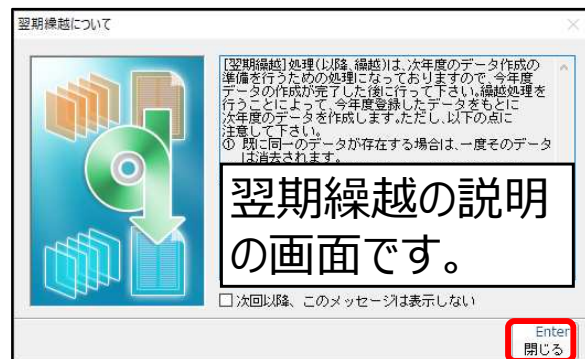 翌期繰越について
[翌期繰越]処理(以降、繰越)は、次年度のデータ作成の
準備を行うための処理になっておりますので、今年度
データの作成が完了した後に行って下さい。繰越処理を
行うことによって、今年度登録したデータをもとに
次年度のデータを作成します。ただし、以下の点に
注意して下さい。
① 既に同一のデータが存在する場合は、一度そのデータ
は消去されます。
翌期繰越の説明
の画面です。
次回以降、このメッセージは表示しない
Enter
閉じる